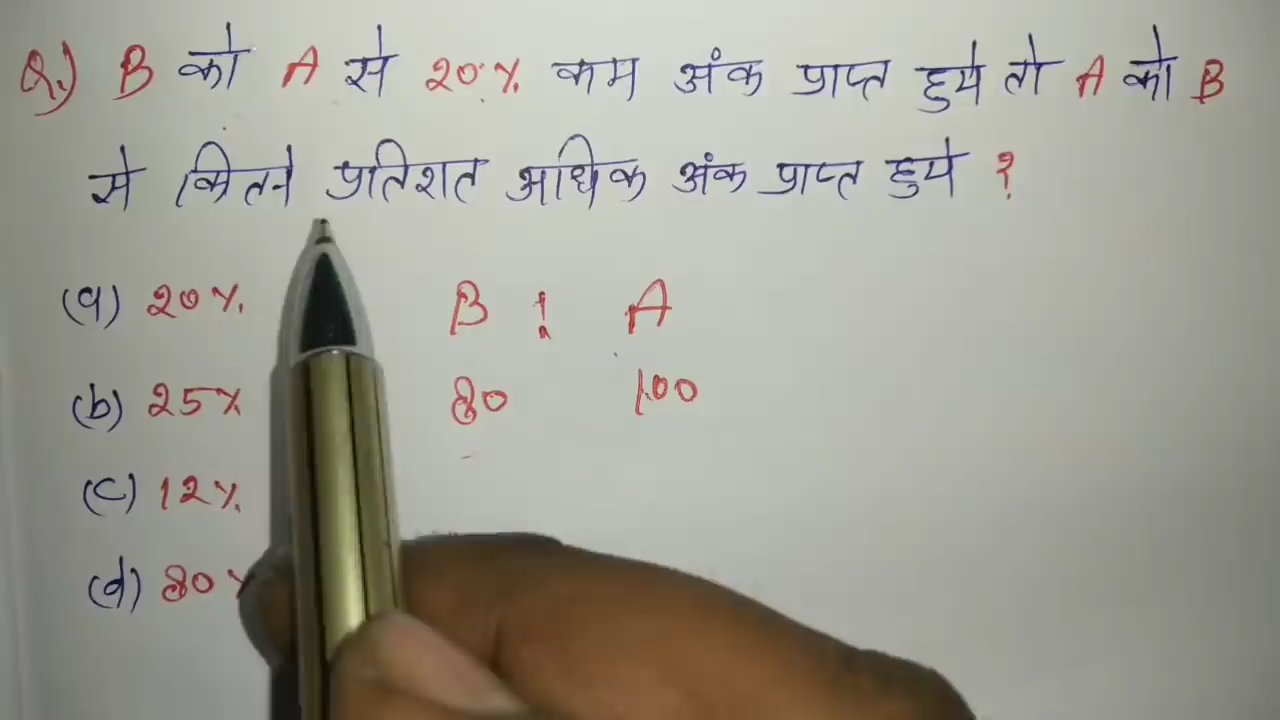 Q.) B को A से 20% कम अंक प्राप्त हुये तो A को B
से कितने प्रतिशत अधिक अंक प्राप्त हुये ?
(a) 20%
B : A
(b) 25%
80 100
(c) 12%
(d) 80%